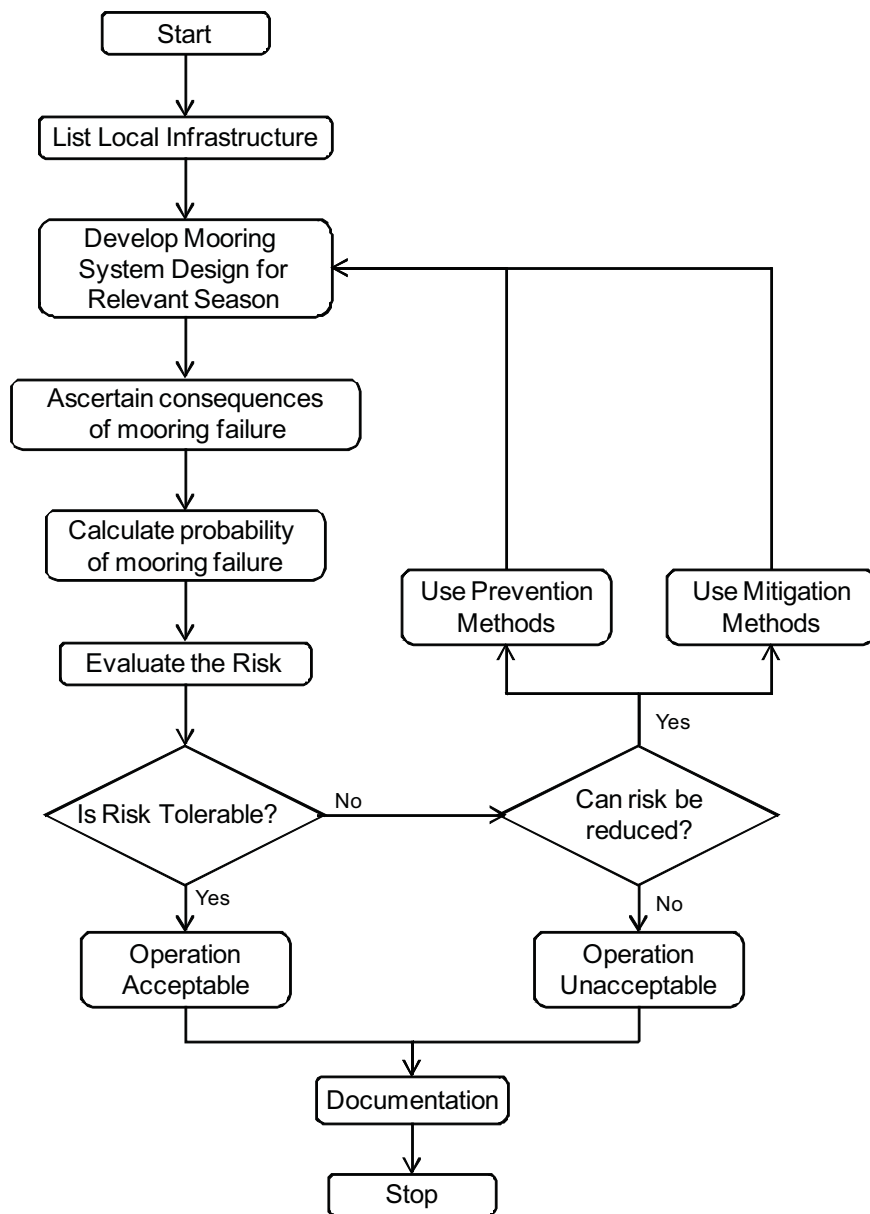 Start
List Local Infrastructure
Develop Mooring
System Design for
Relevant Season
Ascertain consequences
of mooring failure
Calculate probability
of mooring failure
Use Prevention
Methods
Use Mitigation
Methods
Evaluate the Risk
Yes
Is Risk Tolerable?
No
Can risk be
reduced?
Yes
No
Operation
Acceptable
Operation
Unacceptable
Documentation
Stop